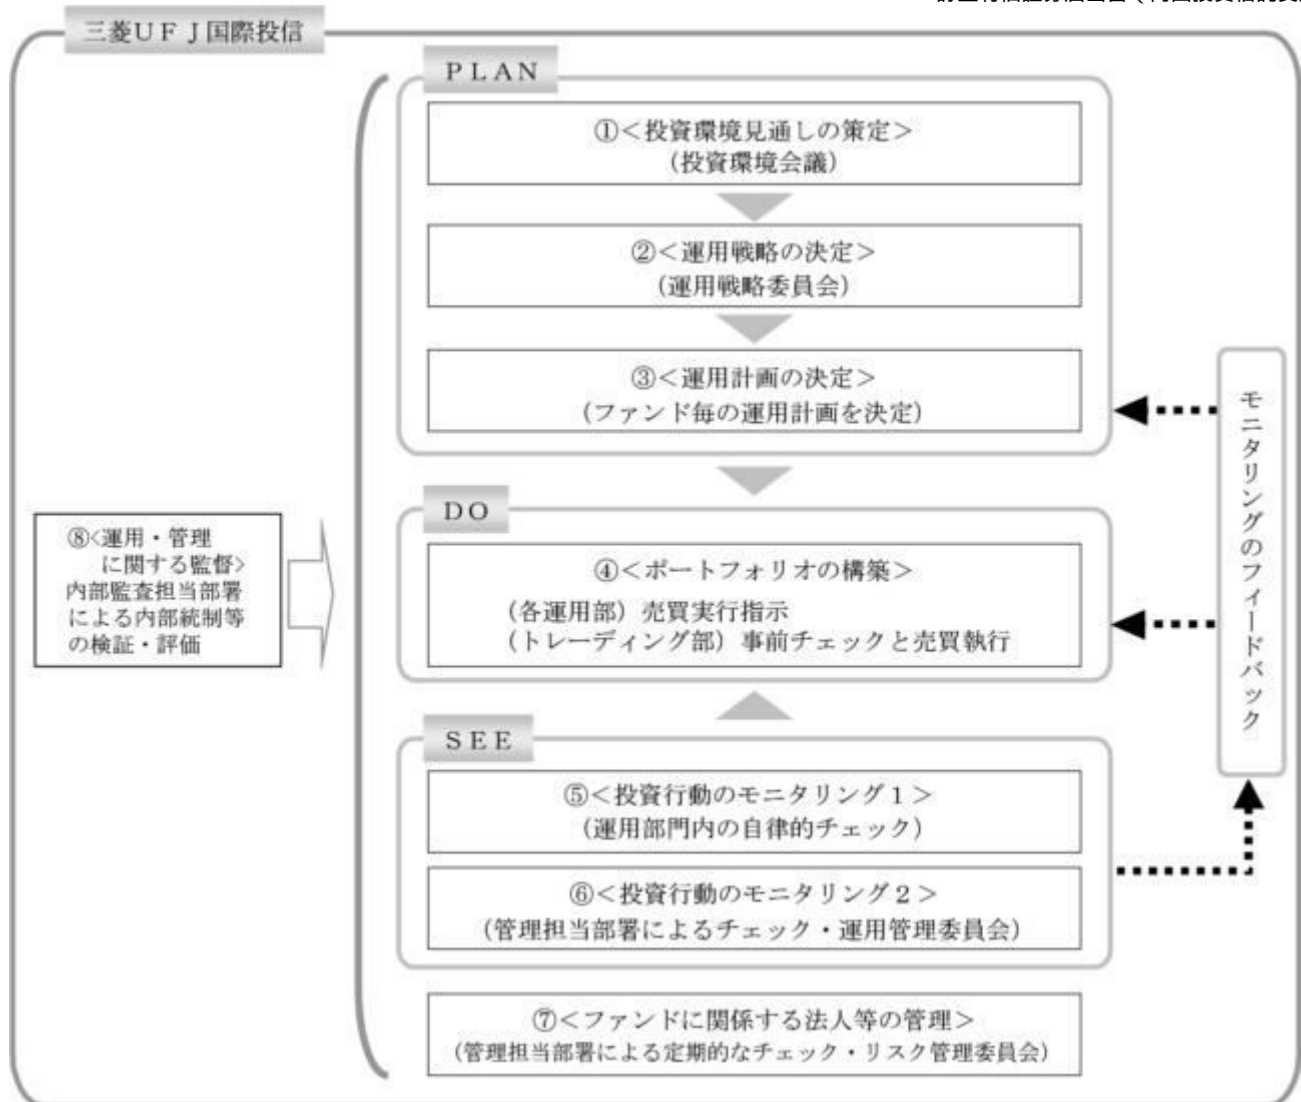 三菱ＵＦＪ国際投信
ＰＬＡＮ
①＜投資環境見通しの策定＞
（投資環境会議）
②＜運用戦略の決定＞
（運用戦略委員会）
③＜運用計画の決定＞
（ファンド毎の運用計画を決定）
ＤＯ
④＜ポートフォリオの構築＞
（各運用部）売買実行指示
（トレーディング部）事前チェックと売買執行
ＳＥＥ
⑤＜投資行動のモニタリング１＞
（運用部門内の自律的チェック）
⑥＜投資行動のモニタリング２＞
（管理担当部署によるチェック・運用管理委員会）
⑦＜ファンドに関係する法人等の管理＞
（管理担当部署による定期的なチェック・リスク管理委員会）
⑧<運用・管理
に関する監督>
内部監査担当部署
による内部統制等
の検証・評価
モニタリングのフィードバック